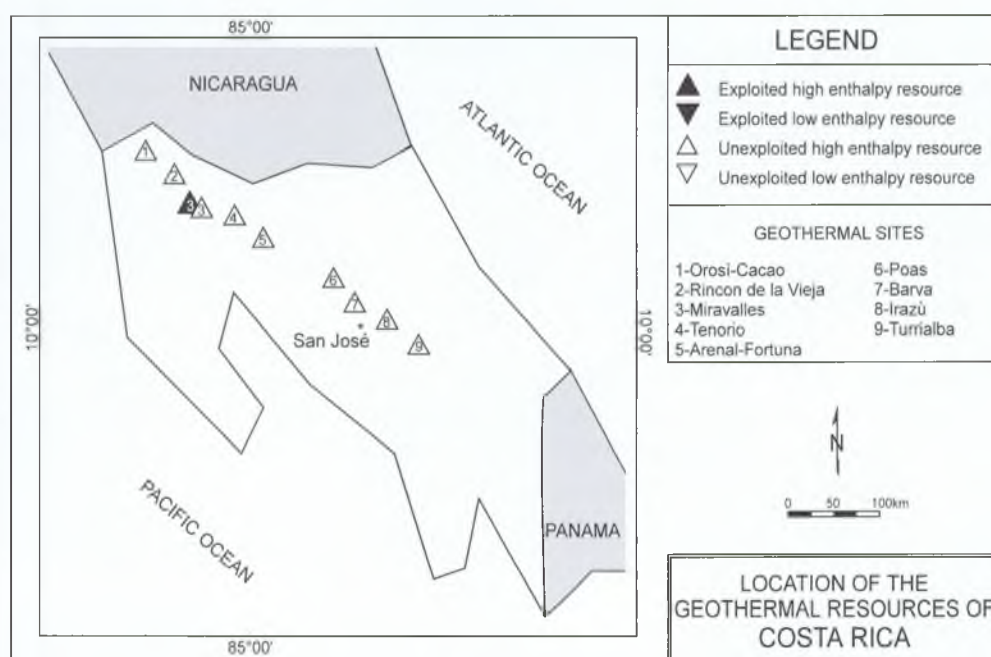 85°00'
NICARAGUA
ATLANTIC OCEAN
1
2
3
3
4
5
6
7
8
9
San José
10°00'
10°00'
PACIFIC OCEAN
PANAMA
85°00'
LEGEND
Exploited high enthalpy resource
Exploited low enthalpy resource
Unexploited high enthalpy resource
Unexploited low enthalpy resource
GEOTHERMAL SITES
1-Orosì-Cacao
2-Rincon de la Vieja
3-Miravalles
4-Tenorio
5-Arenal-Fortuna
6-Poas
7-Barva
8-Irazù
9-Turrialba
N
0 50 100km
LOCATION OF THE
GEOTHERMAL RESOURCES OF
COSTA RICA